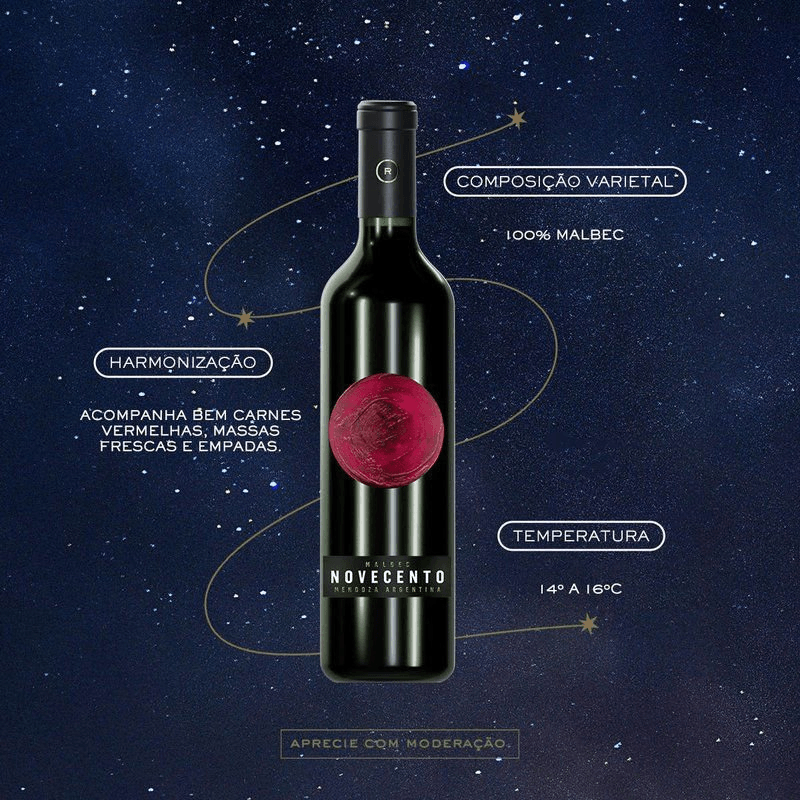 R
COMPOSIÇÃO VARIETAL
100% MALBEC
HARMONIZAÇÃO
ACOMPANHA BEM CARNES
VERMELHAS, MASSAS
FRESCAS E EMPADAS.
TEMPERATURA
14º A 16ºC
MALBEC
NOVECENTO
MENDOZA ARGENTINA
APRECIE COM MODERAÇÃO.